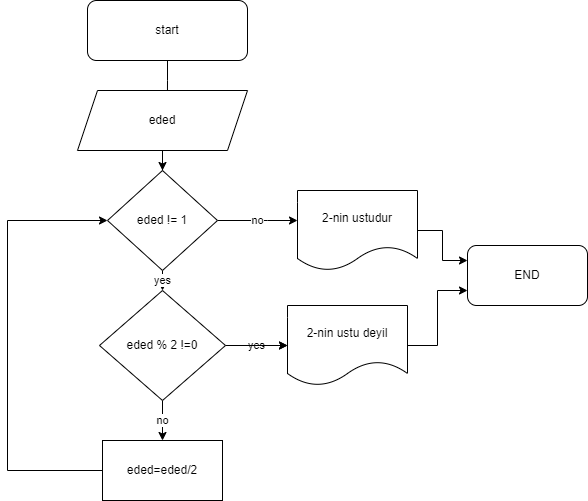 start
eded
eded != 1
no
2-nin ustudur
END
yes
eded % 2 !=0
yes
2-nin ustu deyil
no
eded=eded/2